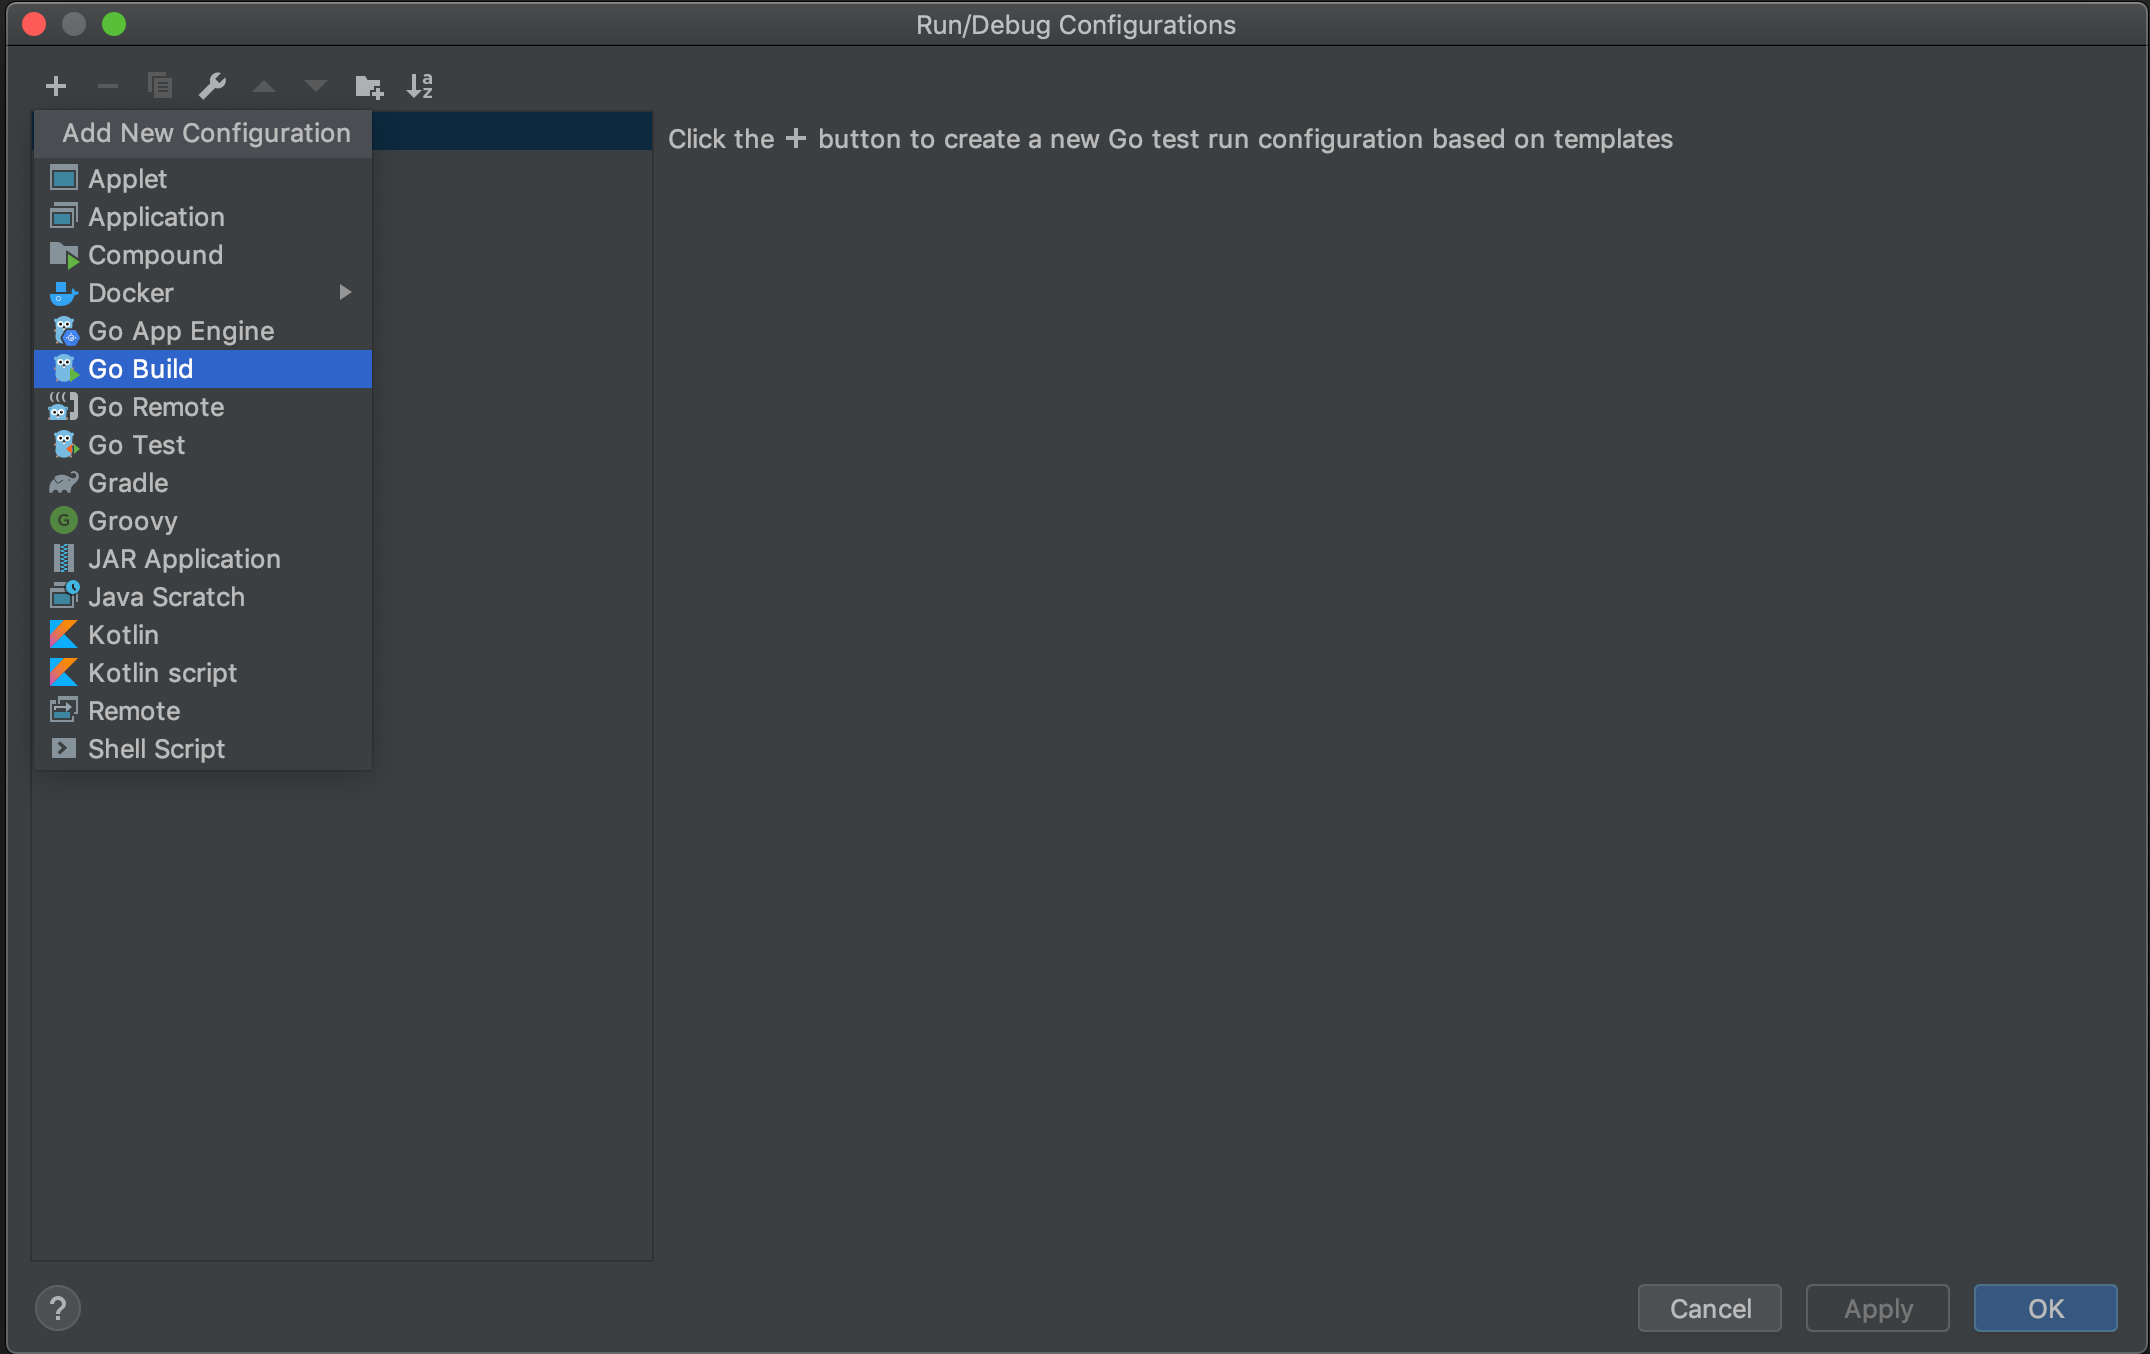 Run/Debug Configurations
Add New Configuration
Click the + button to create a new Go test run configuration based on templates
Applet
Application
Compound
Docker
Go App Engine
Go Build
Go Remote
Go Test
Gradle
G Groovy
JAR Application
Java Scratch
Kotlin
Kotlin script
Remote
Shell Script
? Cancel Apply OK